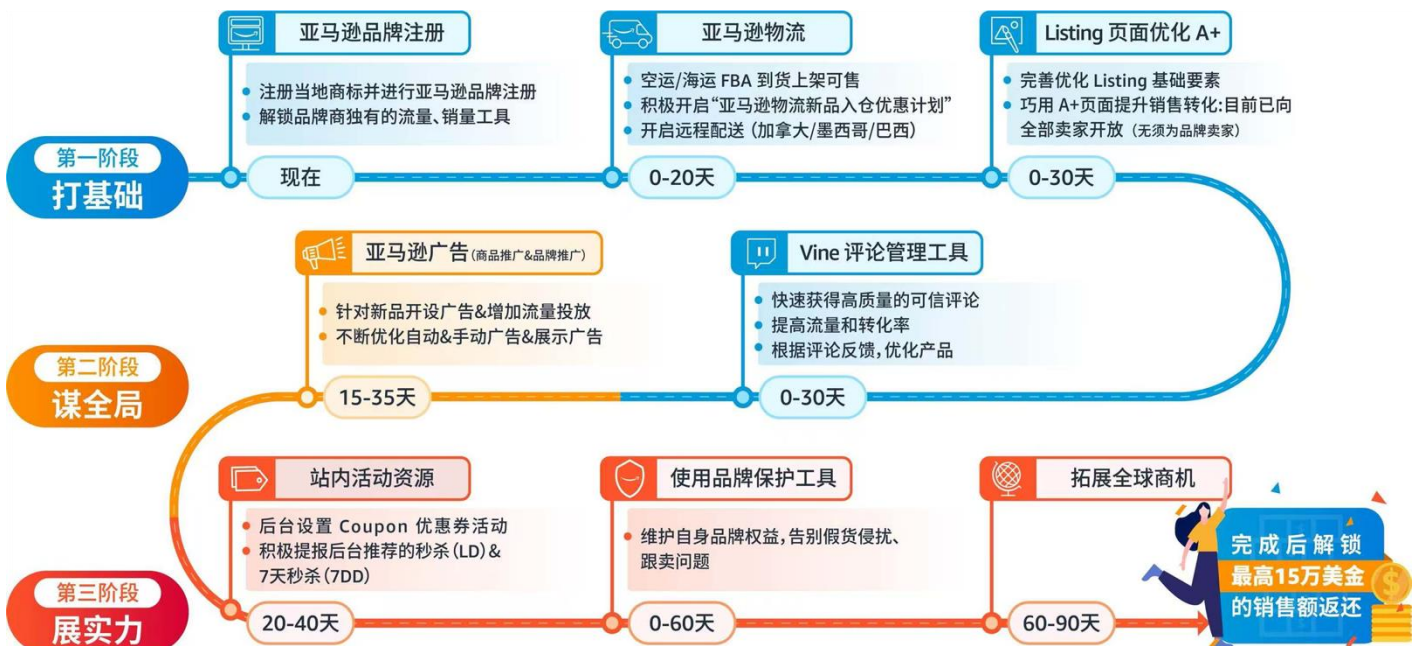 亚马逊品牌注册
注册当地商标并进行亚马逊品牌注册
解锁品牌商独有的流量、销量工具
亚马逊物流
空运/海运 FBA 到货上架可售
积极开启“亚马逊物流新品入仓优惠计划”
开启远程配送（加拿大/墨西哥/巴西）
Listing 页面优化 A+
完善优化 Listing 基础要素
巧用 A+页面提升销售转化:目前已向
全部卖家开放（无须为品牌卖家）
第一阶段
打基础
现在
0-20天
0-30天
亚马逊广告(商品推广&品牌推广)
针对新品开设广告&增加流量投放
不断优化自动&手动广告&展示广告
Vine 评论管理工具
快速获得高质量的可信评论
提高流量和转化率
根据评论反馈,优化产品
第二阶段
谋全局
15-35天
0-30天
站内活动资源
后台设置 Coupon 优惠券活动
积极提报后台推荐的秒杀(LD)&
7天秒杀(7DD)
使用品牌保护工具
维护自身品牌权益,告别假货侵扰、
跟卖问题
拓展全球商机
第三阶段
展实力
20-40天
0-60天
60-90天
完成后解锁
最高15万美金
的销售额返还